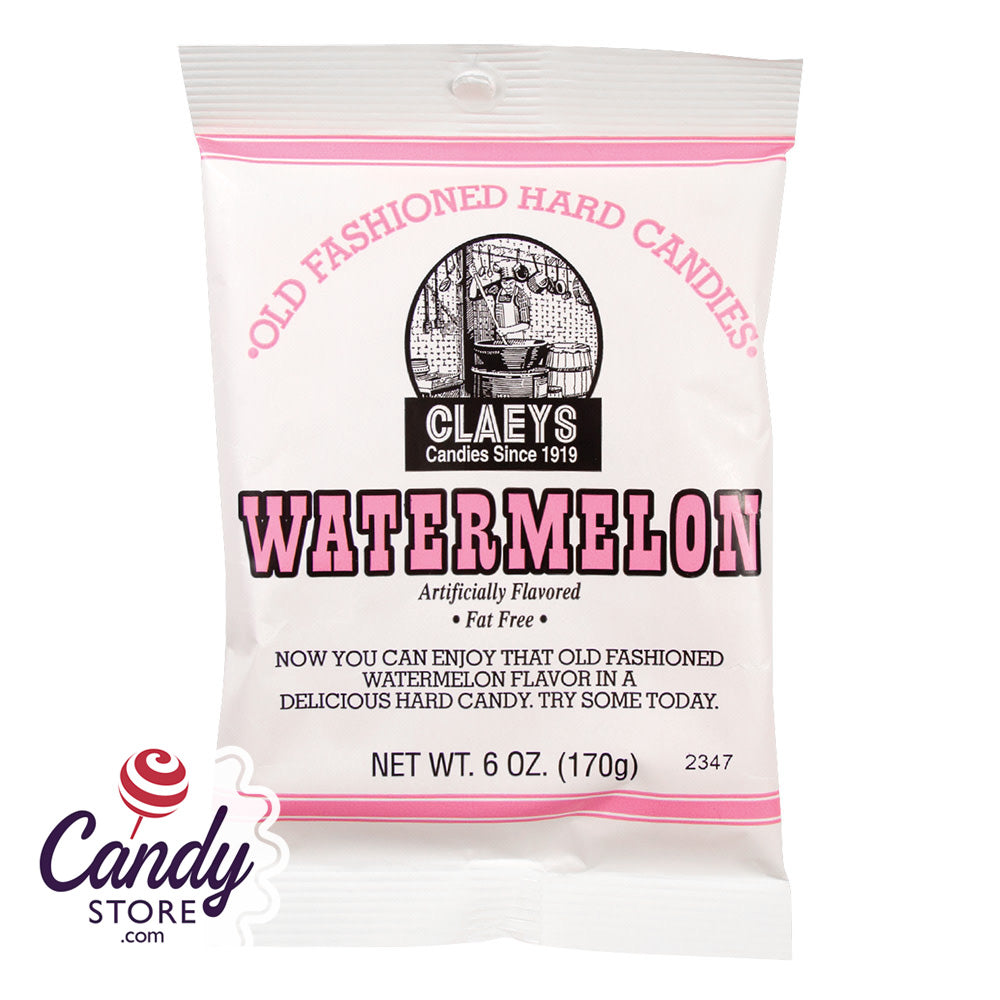 •OLD FASHIONED HARD CANDIES•
CLAEYS
Candies Since 1919
WATERMELON
Artificially Flavored
• Fat Free •
NOW YOU CAN ENJOY THAT OLD FASHIONED
WATERMELON FLAVOR IN A
DELICIOUS HARD CANDY. TRY SOME TODAY.
NET WT. 6 OZ. (170g) 2347
Candy
STORE
.com